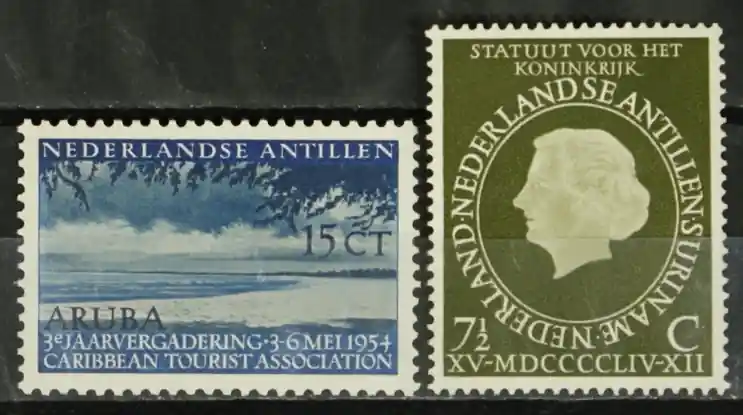 NEDERLANDSE ANTILLEN
15 CT
ARUBA
3e JAARVERGADERING · 3-6 MEI 1954
CARIBBEAN TOURIST ASSOCIATION
STATUUT VOOR HET
KONINKRIJK
NEDERLAND·NEDERLANDSE ANTILLEN·SURINAME·
7½ C
XV-MDCCCCLIV-XII